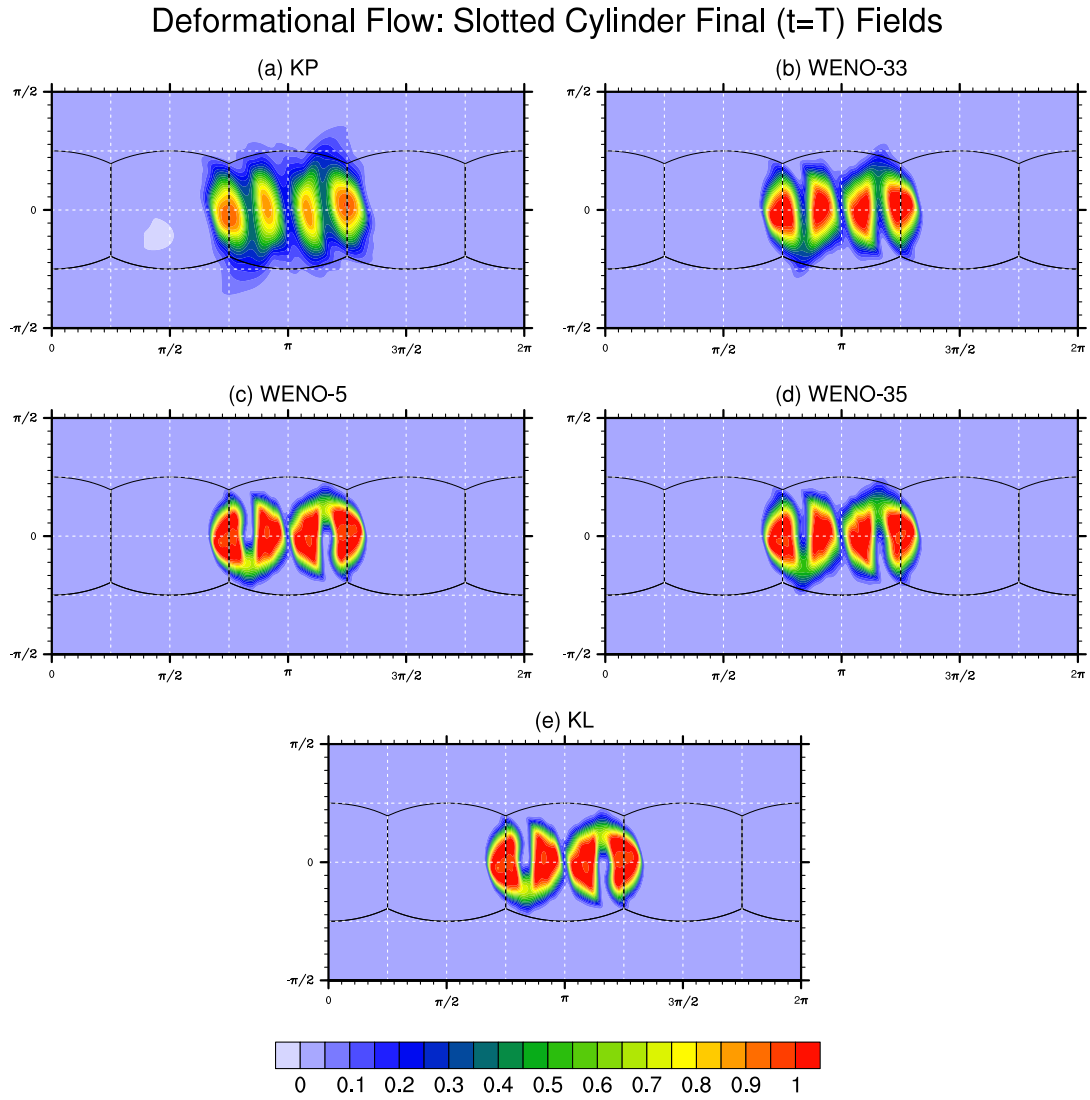 Deformational Flow: Slotted Cylinder Final (t=T) Fields
(a) KP
(b) WENO-33
π/2
0
-π/2
0
π/2
π
3π/2
2π
π/2
0
-π/2
0
π/2
π
3π/2
2π
(c) WENO-5
(d) WENO-35
π/2
0
-π/2
0
π/2
π
3π/2
2π
π/2
0
-π/2
0
π/2
π
3π/2
2π
(e) KL
π/2
0
-π/2
0
π/2
π
3π/2
2π
0 0.1 0.2 0.3 0.4 0.5 0.6 0.7 0.8 0.9 1